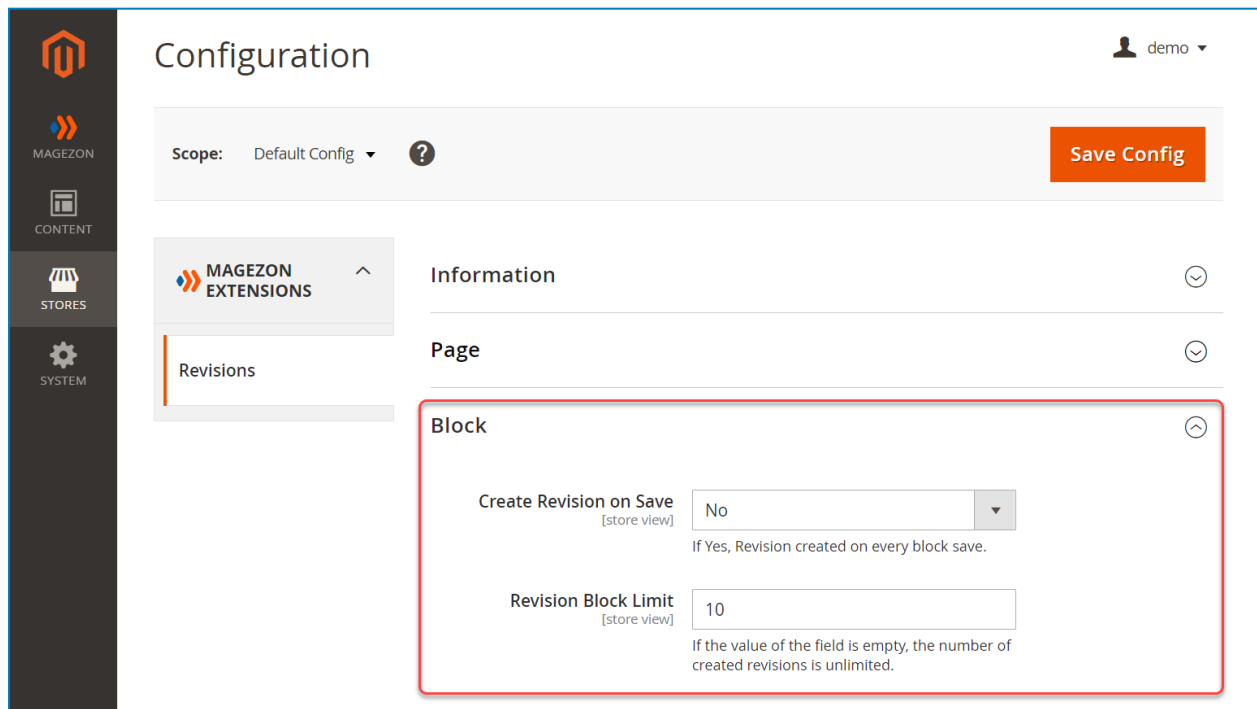 Configuration
demo
MAGEZON
CONTENT
STORES
SYSTEM
Scope: Default Config ?
Save Config
MAGEZON
EXTENSIONS
Revisions
Information
Page
Block
Create Revision on Save
[store view]
No
If Yes, Revision created on every block save.
Revision Block Limit
[store view]
10
If the value of the field is empty, the number of
created revisions is unlimited.